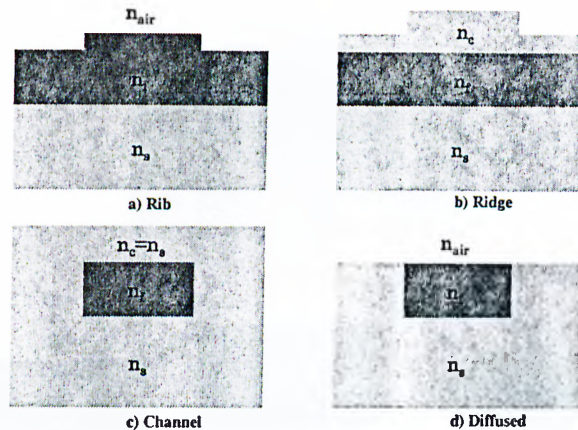 n_air
n_f
n_s
a) Rib
n_c
n_f
n_s
b) Ridge
n_c=n_s
n_f
n_s
c) Channel
n_air
n_s
d) Diffused